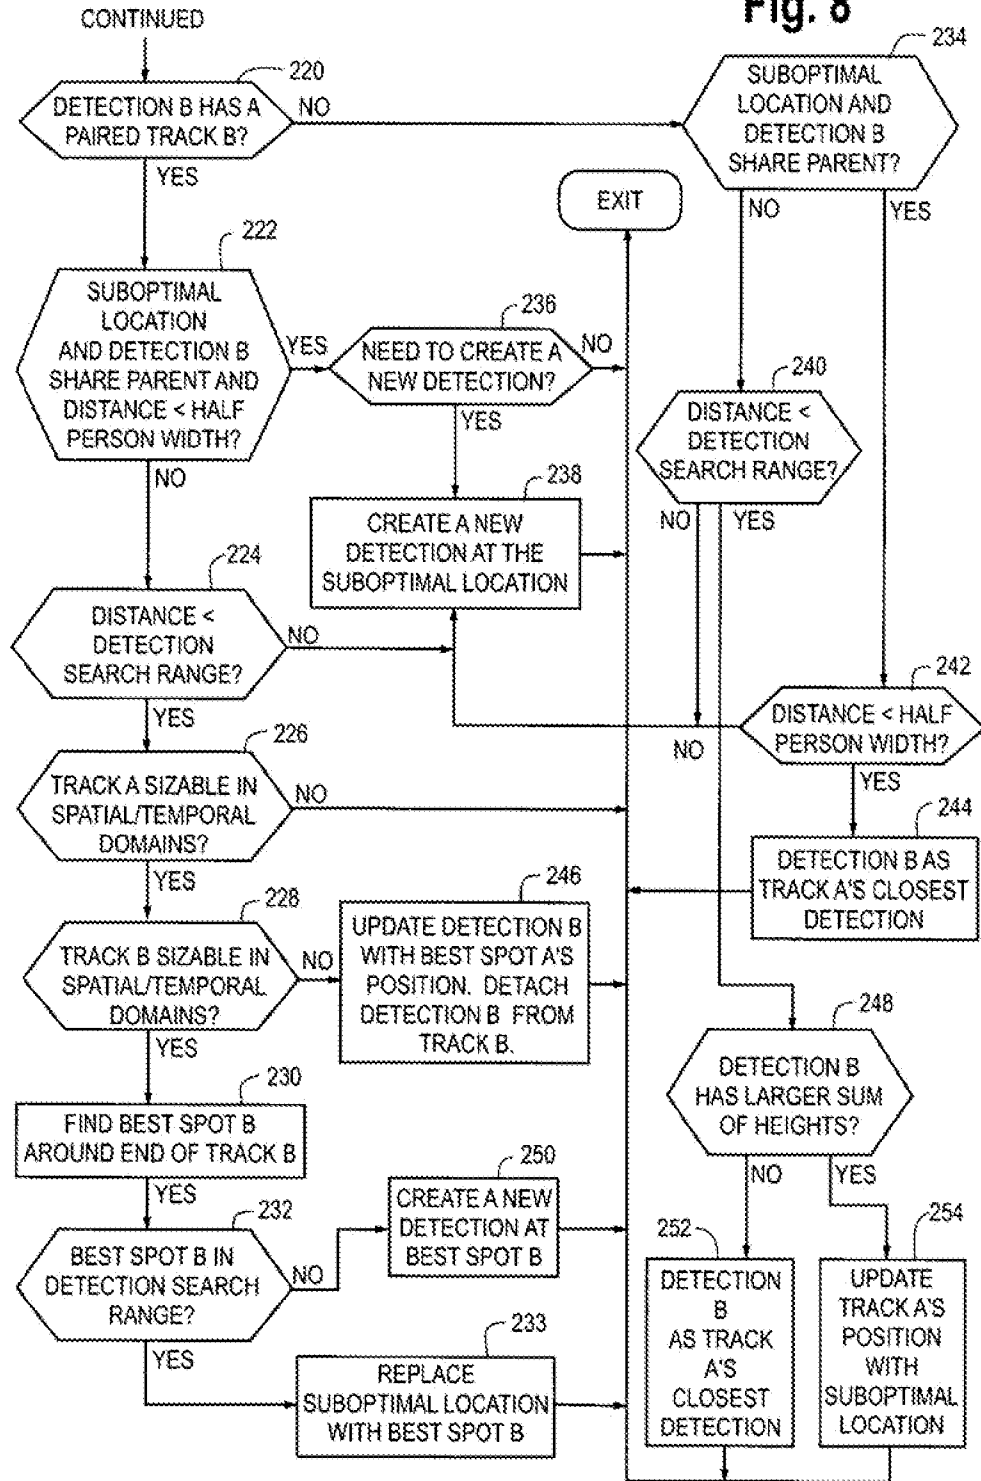 Fig. 8
CONTINUED
220
DETECTION B HAS A
PAIRED TRACK B?
NO
YES
234
SUBOPTIMAL
LOCATION AND
DETECTION B
SHARE PARENT?
NO
YES
EXIT
222
SUBOPTIMAL
LOCATION
AND DETECTION B
SHARE PARENT AND
DISTANCE < HALF
PERSON WIDTH?
YES
NO
236
NEED TO CREATE A
NEW DETECTION?
NO
YES
240
DISTANCE <
DETECTION
SEARCH RANGE?
NO
YES
238
CREATE A NEW
DETECTION AT THE
SUBOPTIMAL LOCATION
224
DISTANCE <
DETECTION
SEARCH RANGE?
NO
YES
242
DISTANCE < HALF
PERSON WIDTH?
NO
YES
226
TRACK A SIZABLE IN
SPATIAL/TEMPORAL
DOMAINS?
NO
YES
244
DETECTION B AS
TRACK A'S CLOSEST
DETECTION
228
TRACK B SIZABLE IN
SPATIAL/TEMPORAL
DOMAINS?
NO
YES
246
UPDATE DETECTION B
WITH BEST SPOT A'S
POSITION. DETACH
DETECTION B FROM
TRACK B.
248
DETECTION B
HAS LARGER SUM
OF HEIGHTS?
NO
YES
230
FIND BEST SPOT B
AROUND END OF TRACK B
YES
232
BEST SPOT B IN
DETECTION SEARCH
RANGE?
NO
YES
250
CREATE A NEW
DETECTION AT
BEST SPOT B
252
DETECTION
B
AS TRACK
A'S
CLOSEST
DETECTION
254
UPDATE
TRACK A'S
POSITION
WITH
SUBOPTIMAL
LOCATION
233
REPLACE
SUBOPTIMAL LOCATION
WITH BEST SPOT B